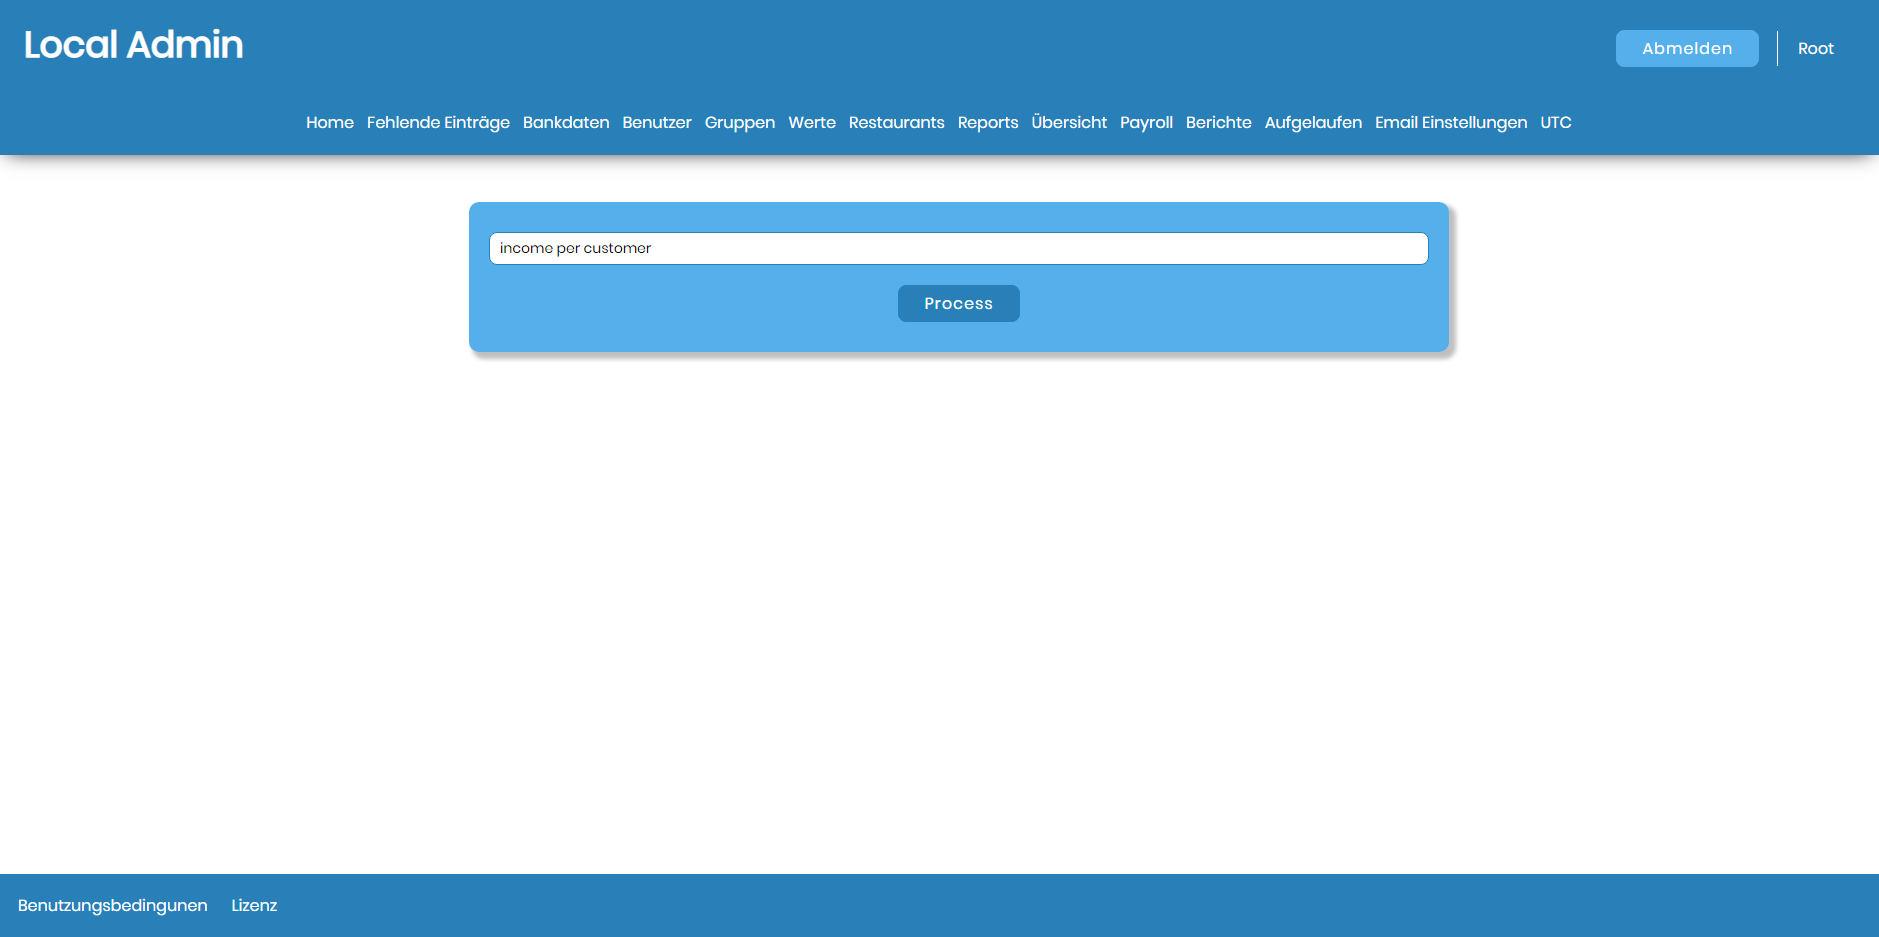 Local Admin
Abmelden Root
Home Fehlende Einträge Bankdaten Benutzer Gruppen Werte Restaurants Reports Übersicht Payroll Berichte Aufgelaufen Email Einstellungen UTC
income per customer
Process
Benutzungsbedingunen Lizenz